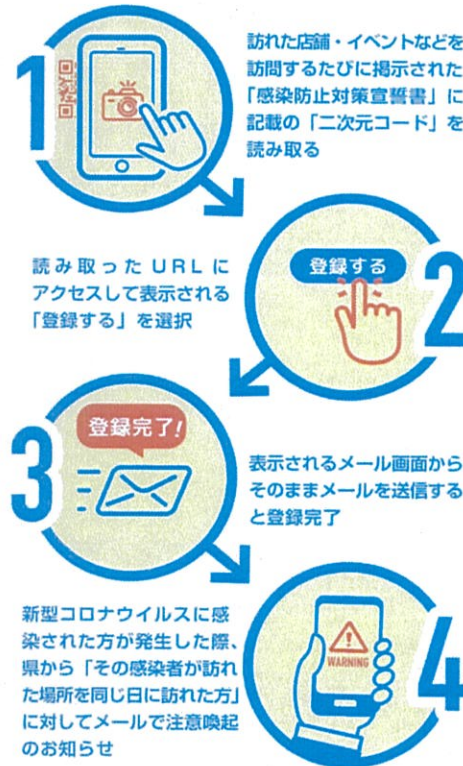 1
訪れた店舗・イベントなどを
訪問するたびに掲示された
「感染防止対策宣誓書」に
記載の「二次元コード」を
読み取る
読み取ったURLに
アクセスして表示される
「登録する」を選択
登録する
2
登録完了!
3
表示されるメール画面から
そのままメールを送信する
と登録完了
新型コロナウイルスに感
染された方が発生した際、
県から「その感染者が訪れ
た場所を同じ日に訪れた方」
に対してメールで注意喚起
のお知らせ
WARNING
4